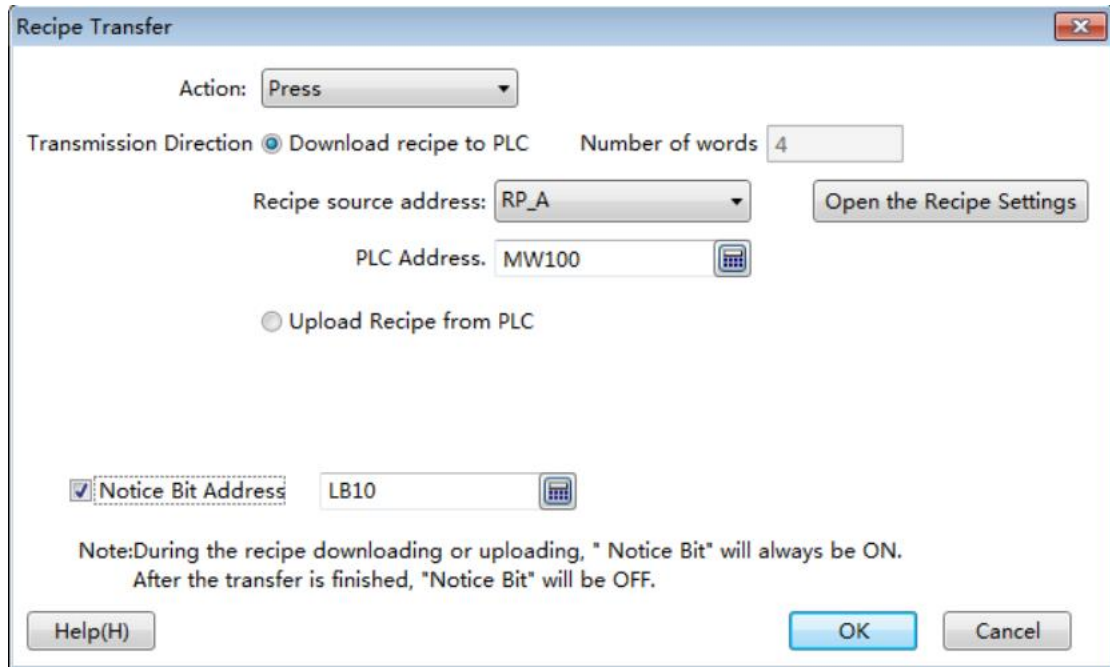 Recipe Transfer
Action: Press
Transmission Direction Download recipe to PLC Number of words 4
Recipe source address: RP_A Open the Recipe Settings
PLC Address. MW100
Upload Recipe from PLC
Notice Bit Address LB10
Note:During the recipe downloading or uploading, " Notice Bit" will always be ON.
After the transfer is finished, "Notice Bit" will be OFF.
Help(H) OK Cancel